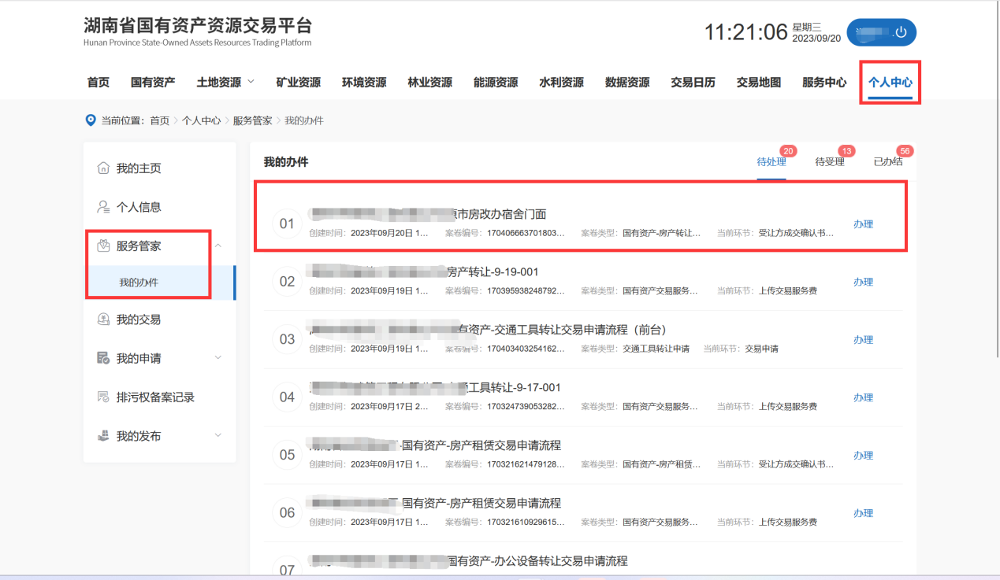 湖南省国有资产资源交易平台
Hunan Province State-Owned Assets Resources Trading Platform
11:21:06 星期三 2023/09/20
首页 国有资产 土地资源 矿业资源 环境资源 林业资源 能源资源 水利资源 数据资源 交易日历 交易地图 服务中心 个人中心
当前位置：首页 > 个人中心 > 服务管家 > 我的办件
我的主页
个人信息
服务管家
我的办件
我的交易
我的申请
排污权备案记录
我的发布
我的办件
待处理 20 待受理 13 已办结 56
01 市房改办宿舍门面
创建时间：2023年09月20日 1... 案卷编号：170406663701803... 案卷类型：国有资产-房产转让... 当前环节：受让方成交确认书... 办理
02 房产转让-9-19-001
创建时间：2023年09月19日 1... 案卷编号：170395938248792... 案卷类型：国有资产交易服务... 当前环节：上传交易服务费 办理
03 有资产-交通工具转让交易申请流程（前台）
创建时间：2023年09月19日 1... 案卷编号：170403403254162... 案卷类型：交通工具转让申请 当前环节：交易申请 办理
04 工具转让-9-17-001
创建时间：2023年09月17日 2... 案卷编号：170324739053282... 案卷类型：国有资产交易服务... 当前环节：上传交易服务费 办理
05 -国有资产-房产租赁交易申请流程
创建时间：2023年09月17日 1... 案卷编号：170321621479128... 案卷类型：国有资产-房产租赁... 当前环节：受让方成交确认书... 办理
06 国有资产-房产租赁交易申请流程
创建时间：2023年09月17日 1... 案卷编号：170321610929615... 案卷类型：国有资产交易服务... 当前环节：上传交易服务费 办理
07 国有资产-办公设备转让交易申请流程